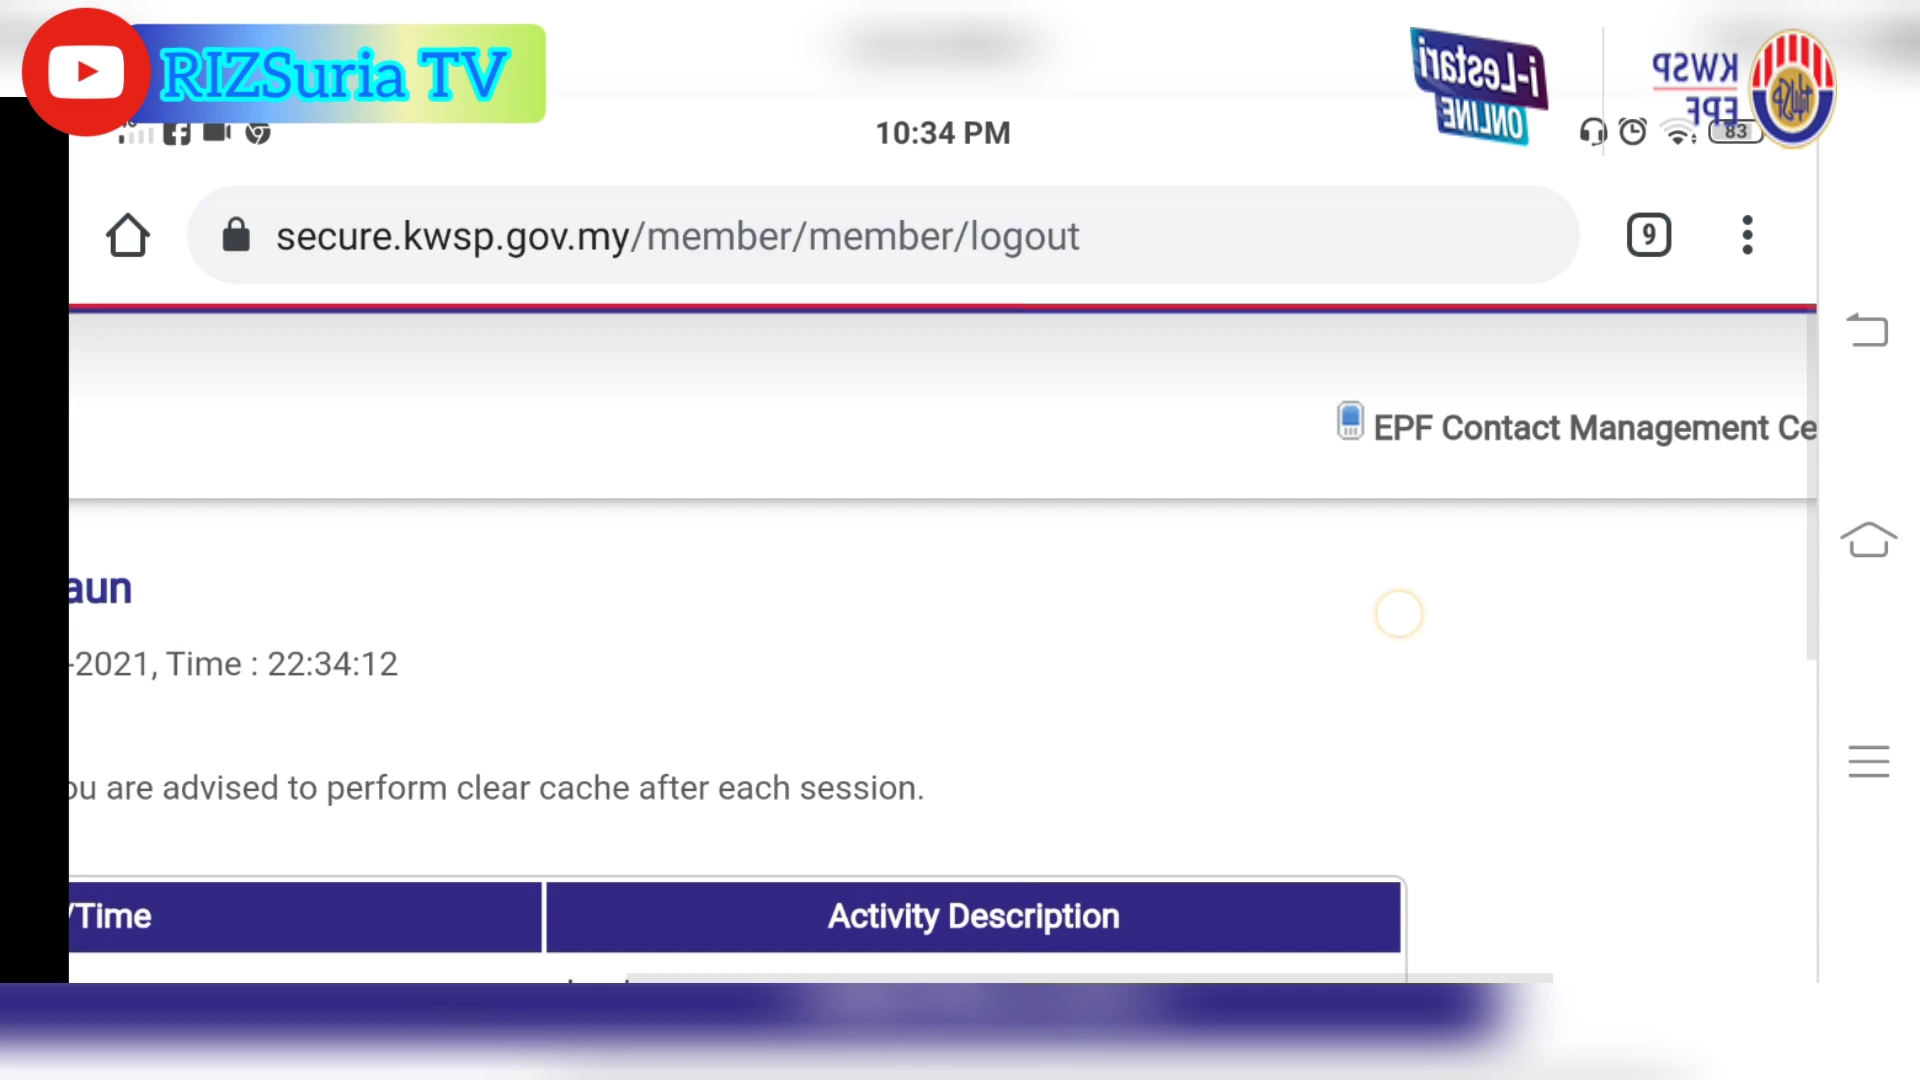 RIZSuria TV
i-Lestari
ONLINE
KWSP
EPF
10:34 PM
83
secure.kwsp.gov.my/member/member/logout
9
EPF Contact Management Ce
aun
-2021, Time : 22:34:12
ou are advised to perform clear cache after each session.
/Time
Activity Description